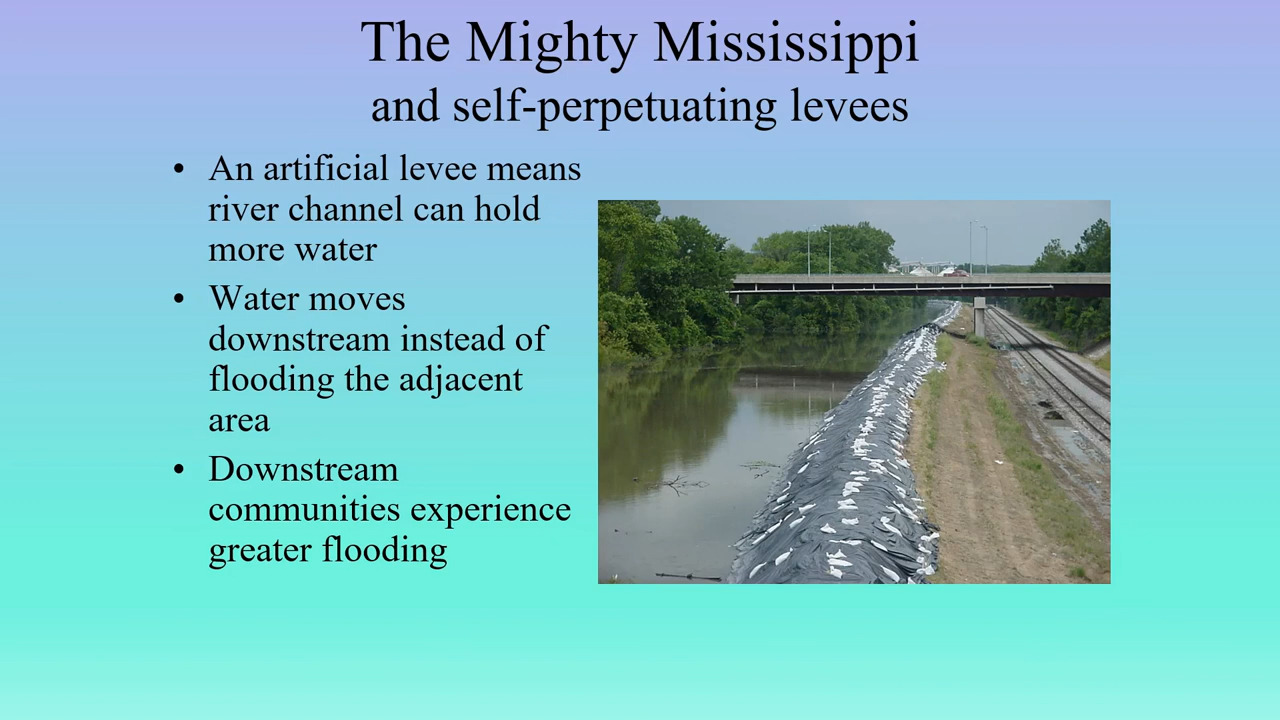 The Mighty Mississippi
and self-perpetuating levees
• An artificial levee means
river channel can hold
more water
• Water moves
downstream instead of
flooding the adjacent
area
• Downstream
communities experience
greater flooding